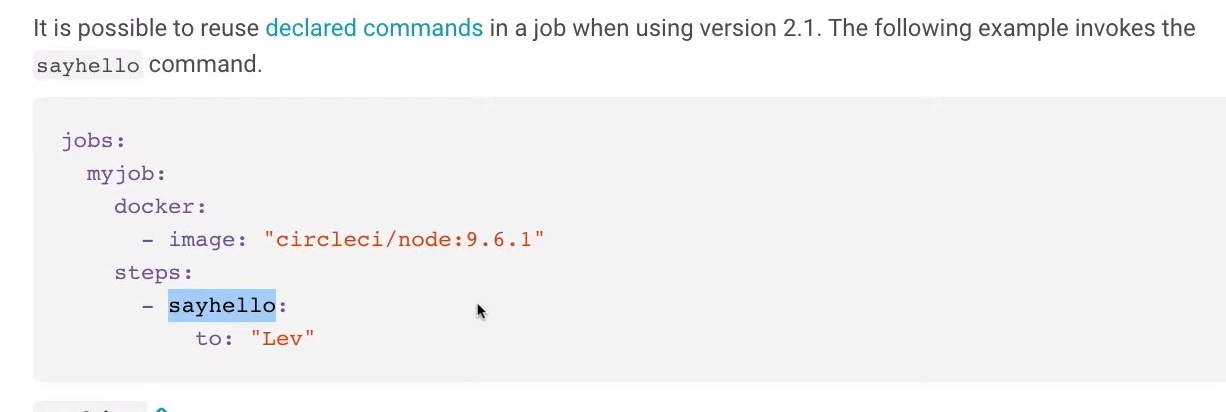 It is possible to reuse declared commands in a job when using version 2.1. The following example invokes the
sayhello command.
jobs:
  myjob:
    docker:
      - image: "circleci/node:9.6.1"
    steps:
      - sayhello:
          to: "Lev"